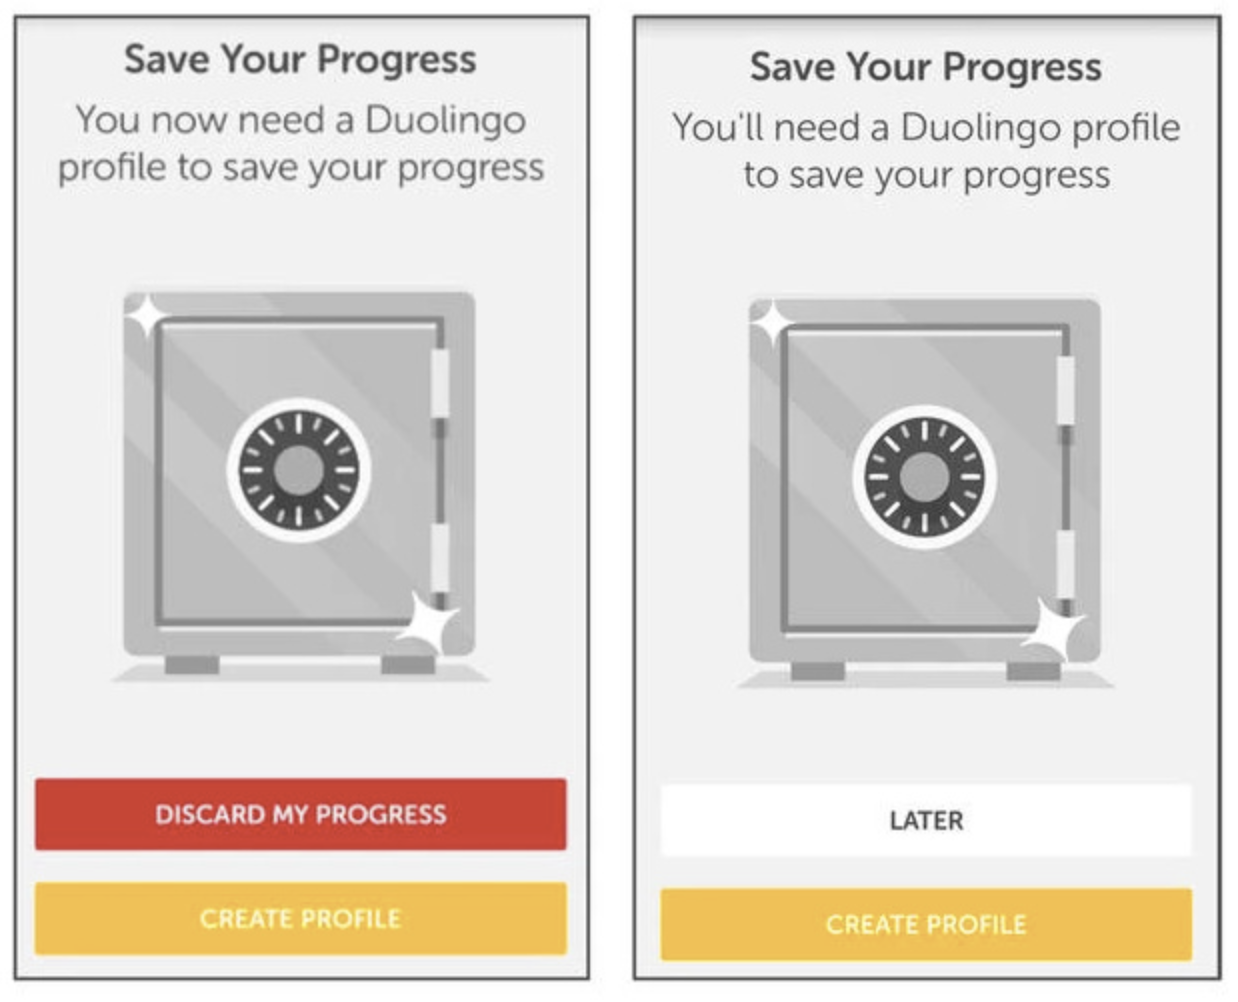 Save Your Progress
You now need a Duolingo
profile to save your progress
DISCARD MY PROGRESS
CREATE PROFILE
Save Your Progress
You'll need a Duolingo profile
to save your progress
LATER
CREATE PROFILE